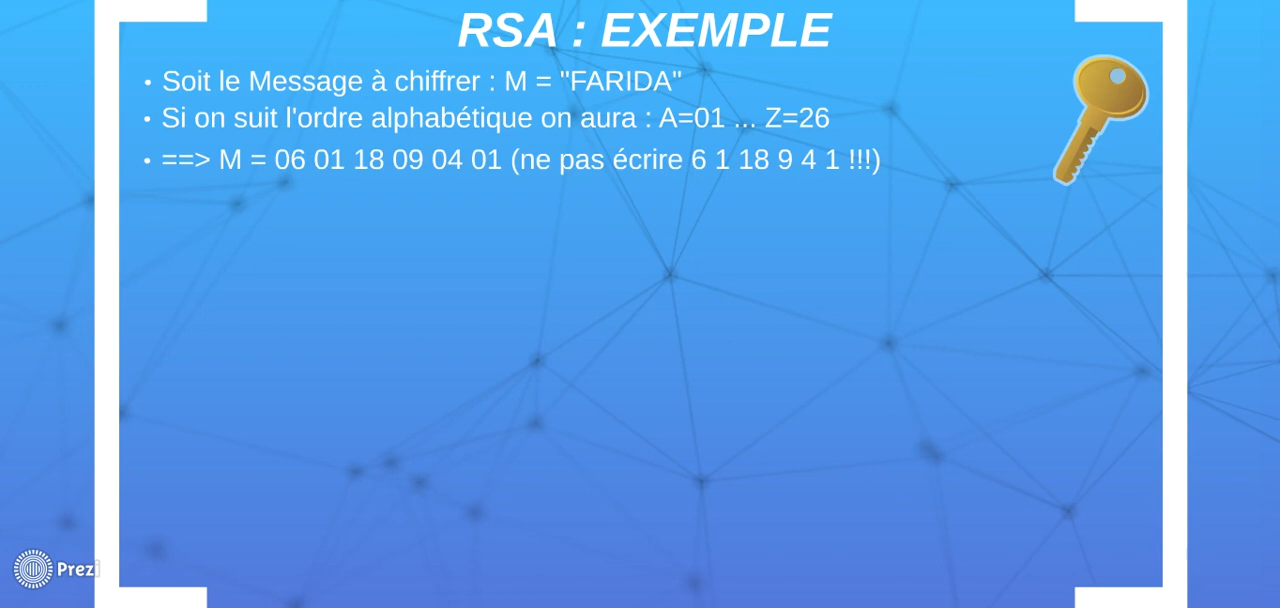 RSA : EXEMPLE
• Soit le Message à chiffrer : M = "FARIDA"
• Si on suit l'ordre alphabétique on aura : A=01 ... Z=26
• ==> M = 06 01 18 09 04 01 (ne pas écrire 6 1 18 9 4 1 !!!)
Prezi